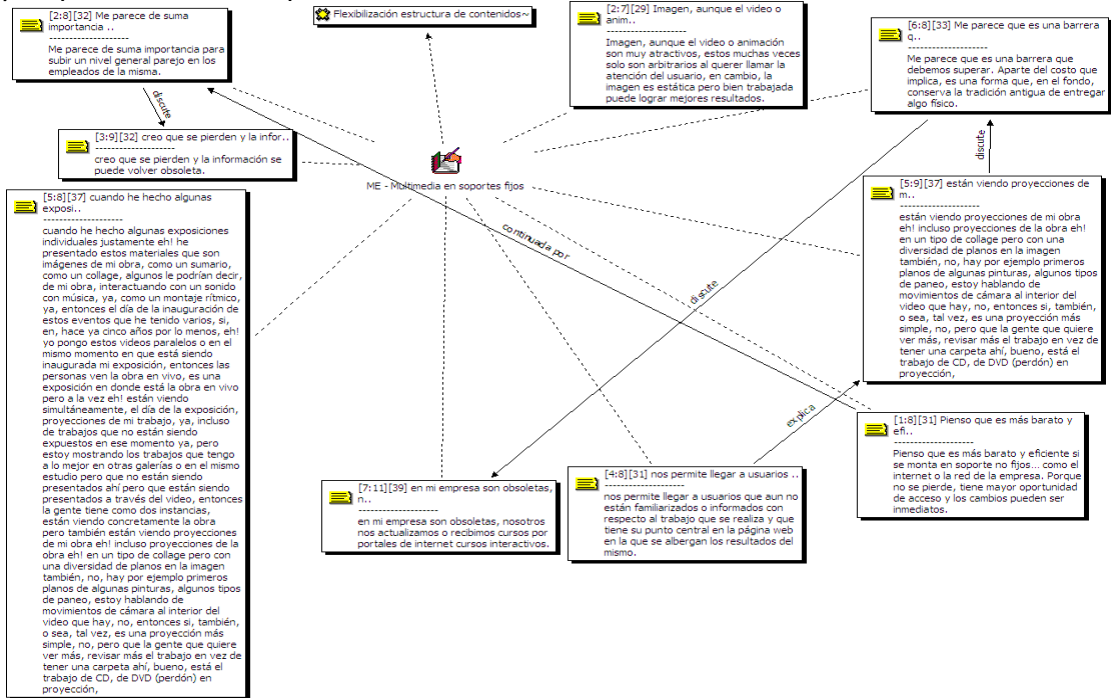 [2:8][32] Me parece de suma
importancia ..
--------------------
Me parece de suma importancia para
subir un nivel general parejo en los
empleados de la misma.
Flexibilización estructura de contenidos~
[2:7][29] Imagen, aunque el video o
anim..
--------------------
Imagen, aunque el video o animación
son muy atractivos, estos muchas veces
solo son arbitrarios al querer llamar la
atención del usuario, en cambio, la
imagen es estática pero bien trabajada
puede lograr mejores resultados.
[6:8][33] Me parece que es una barrera
q..
--------------------
Me parece que es una barrera que
debemos superar. Aparte del costo que
implica, es una forma que, en el fondo,
conserva la tradición antigua de entregar
algo físico.
discute
[3:9][32] creo que se pierden y la infor..
--------------------
creo que se pierden y la información se
puede volver obsoleta.
discute
ME - Multimedia en soportes fijos
[5:8][37] cuando he hecho algunas
exposi..
--------------------
cuando he hecho algunas exposiciones
individuales justamente eh! he
presentado estos materiales que son
imágenes de mi obra, como un sumario,
como un collage, algunos le podrían decir,
de mi obra, interactuando con un sonido
con música, ya, como un montaje rítmico,
ya, entonces el día de la inauguración de
estos eventos que he tenido varios, si,
en, hace ya cinco años por lo menos, eh!
yo pongo estos videos paralelos o en el
mismo momento en que está siendo
inaugurada mi exposición, entonces las
personas ven la obra en vivo, es una
exposición en donde está la obra en vivo
pero a la vez eh! están viendo
simultáneamente, el día de la exposición,
proyecciones de mi trabajo, ya, incluso
de trabajos que no están siendo
expuestos en ese momento ya, pero
estoy mostrando los trabajos que tengo
a lo mejor en otras galerías o en el mismo
estudio pero que no están siendo
presentados ahí pero que están siendo
presentados a través del video, entonces
la gente tiene como dos instancias,
están viendo concretamente la obra
pero también están viendo proyecciones
de mi obra eh! incluso proyecciones de la
obra eh! en un tipo de collage pero con
una diversidad de planos en la imagen
también, no, hay por ejemplo primeros
planos de algunas pinturas, algunos tipos
de paneo, estoy hablando de
movimientos de cámara al interior del
video que hay, no, entonces si, también,
o sea, tal vez, es una proyección más
simple, no, pero que la gente que quiere
ver más, revisar más el trabajo en vez de
tener una carpeta ahí, bueno, está el
trabajo de CD, de DVD (perdón) en
proyección,
[5:9][37] están viendo proyecciones de
m..
--------------------
están viendo proyecciones de mi obra
eh! incluso proyecciones de la obra eh!
en un tipo de collage pero con una
diversidad de planos en la imagen
también, no, hay por ejemplo primeros
planos de algunas pinturas, algunos tipos
de paneo, estoy hablando de
movimientos de cámara al interior del
video que hay, no, entonces si, también,
o sea, tal vez, es una proyección más
simple, no, pero que la gente que quiere
ver más, revisar más el trabajo en vez de
tener una carpeta ahí, bueno, está el
trabajo de CD, de DVD (perdón) en
proyección,
continuada por
discute
explica
[1:8][31] Pienso que es más barato y
efi..
--------------------
Pienso que es más barato y eficiente si
se monta en soporte no fijos... como el
internet o la red de la empresa. Porque
no se pierde, tiene mayor oportunidad
de acceso y los cambios pueden ser
inmediatos.
[7:11][39] en mi empresa son obsoletas,
n..
--------------------
en mi empresa son obsoletas, nosotros
nos actualizamos o recibimos cursos por
portales de internet cursos interactivos.
[4:8][31] nos permite llegar a usuarios ..
--------------------
nos permite llegar a usuarios que aun no
están familiarizados o informados con
respecto al trabajo que se realiza y que
tiene su punto central en la página web
en la que se albergan los resultados del
mismo.